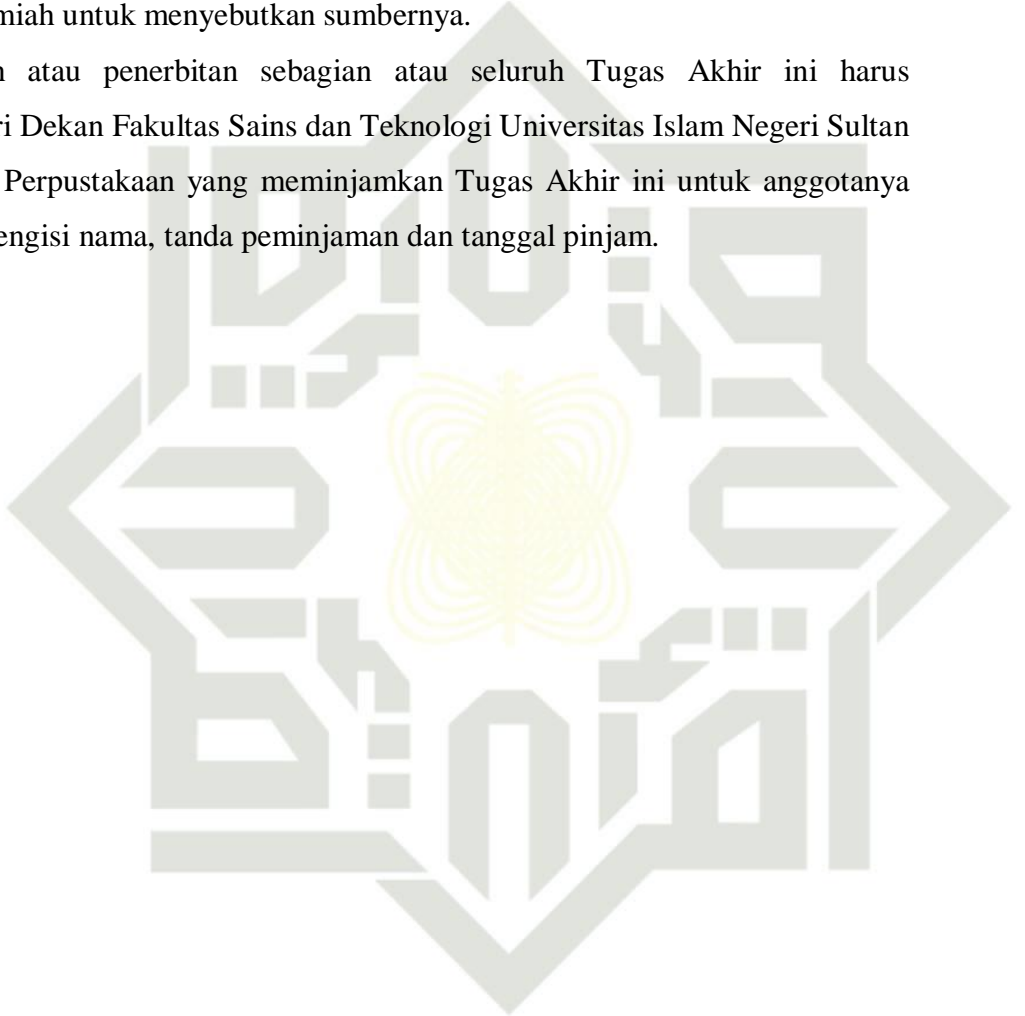 miah untuk menyebutkan sumbernya.
atau penerbitan sebagian atau seluruh Tugas Akhir ini harus
ri Dekan Fakultas Sains dan Teknologi Universitas Islam Negeri Sultan
Perpustakaan yang meminjamkan Tugas Akhir ini untuk anggotanya
engisi nama, tanda peminjaman dan tanggal pinjam.